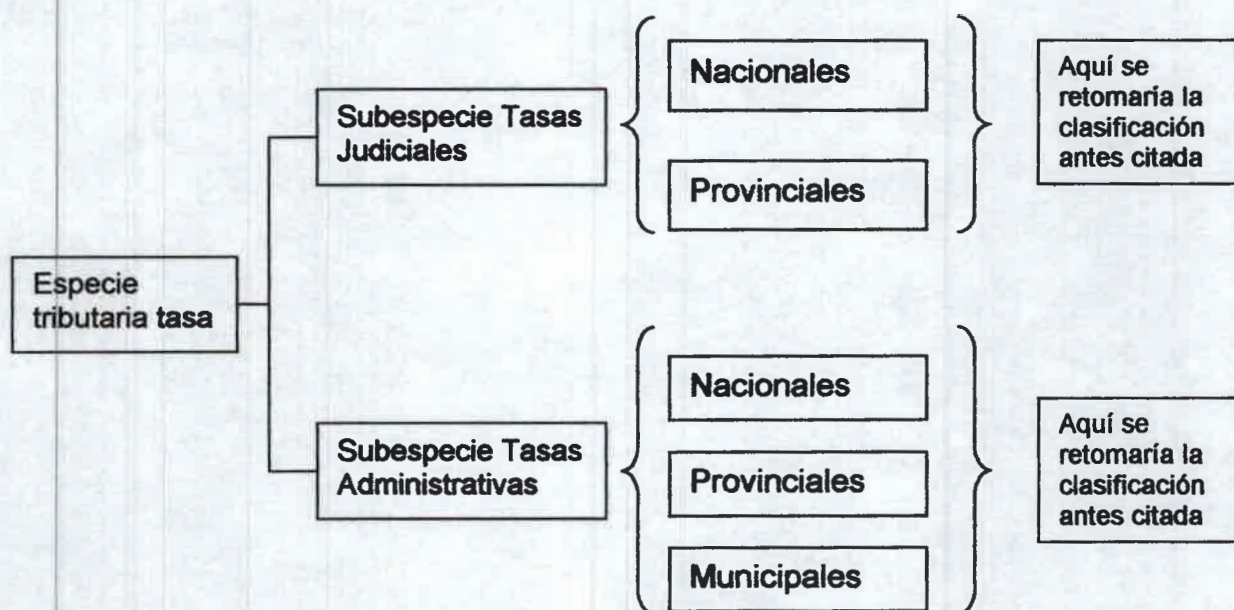 Especie
tributaria tasa
Subespecie Tasas
Judiciales
Nacionales
Provinciales
Aquí se
retomaría la
clasificación
antes citada
Subespecie Tasas
Administrativas
Nacionales
Provinciales
Municipales
Aquí se
retomaría la
clasificación
antes citada